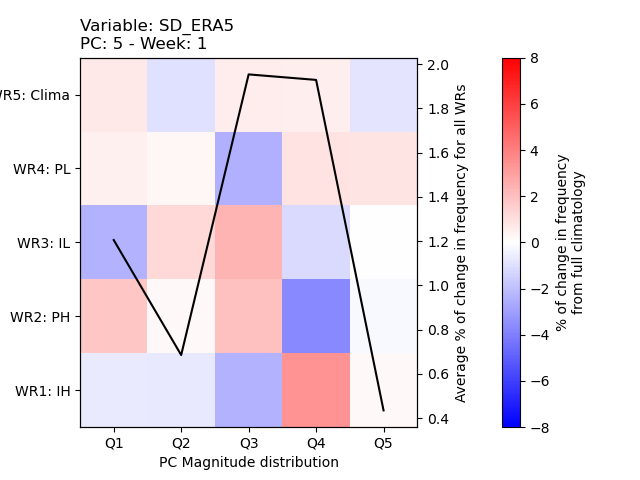 Variable: SD_ERA5
PC: 5 - Week: 1
WR5: Clima
WR4: PL
WR3: IL
WR2: PH
WR1: IH
Q1 Q2 Q3 Q4 Q5
PC Magnitude distribution
2.0
1.8
1.6
1.4
1.2
1.0
0.8
0.6
0.4
Average % of change in frequency for all WRs
8
6
4
2
0
−2
−4
−6
−8
% of change in frequency
from full climatology